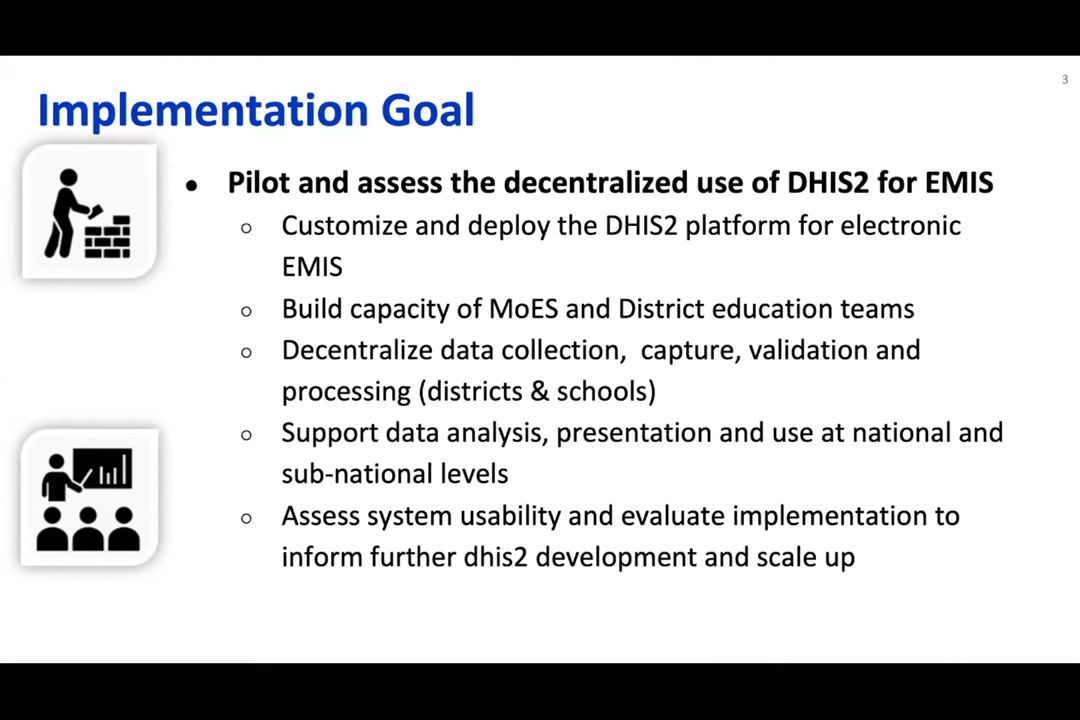 3
Implementation Goal
● Pilot and assess the decentralized use of DHIS2 for EMIS
○ Customize and deploy the DHIS2 platform for electronic
EMIS
○ Build capacity of MoES and District education teams
○ Decentralize data collection, capture, validation and
processing (districts & schools)
○ Support data analysis, presentation and use at national and
sub-national levels
○ Assess system usability and evaluate implementation to
inform further dhis2 development and scale up